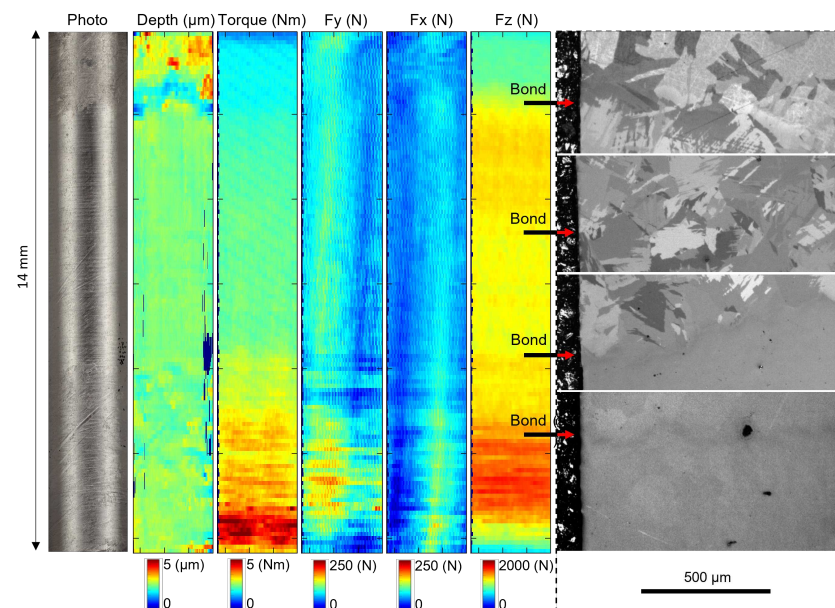 Photo Depth (µm) Torque (Nm) Fy (N) Fx (N) Fz (N)
14 mm
Bond
Bond
Bond
Bond
5 (µm) 5 (Nm) 250 (N) 250 (N) 2000 (N)
0 0 0 0 0
500 µm